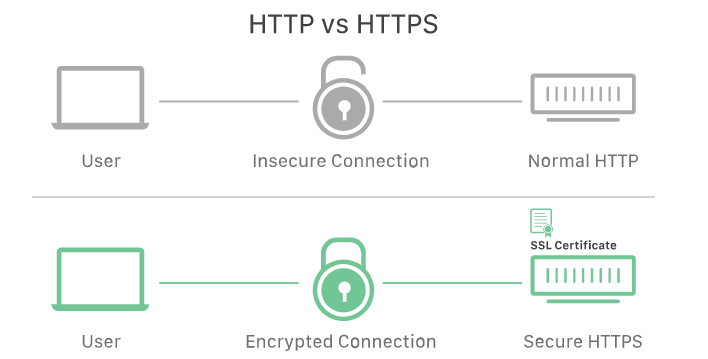 HTTP vs HTTPS
User
Insecure Connection
Normal HTTP
SSL Certificate
User
Encrypted Connection
Secure HTTPS